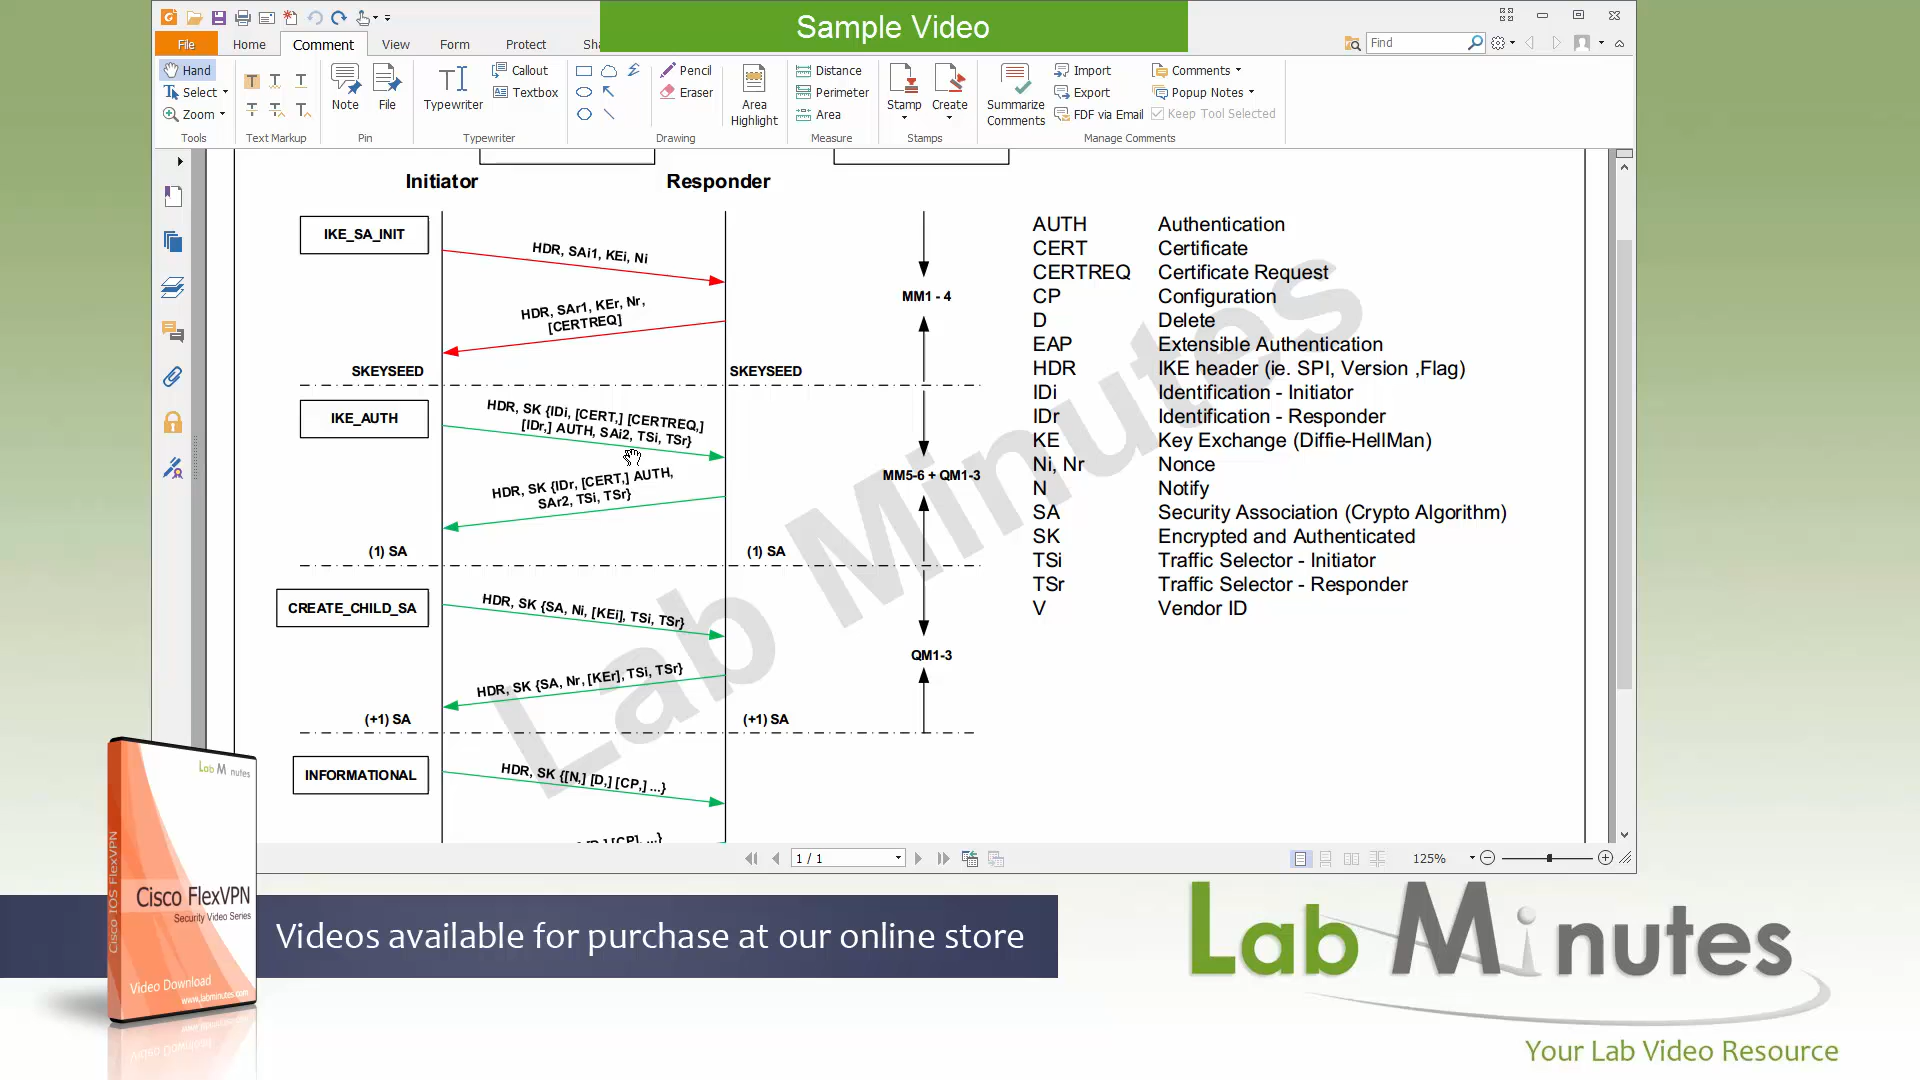 Sample Video
File
Home
Comment
View
Form
Protect
Find
Hand
Select
Zoom
Tools
Text Markup
Note
File
Pin
Typewriter
Callout
Textbox
Typewriter
Pencil
Eraser
Drawing
Area
Highlight
Distance
Perimeter
Area
Measure
Stamp
Create
Stamps
Summarize
Comments
Import
Export
FDF via Email
Comments
Popup Notes
Keep Tool Selected
Manage Comments
Initiator
Responder
IKE_SA_INIT
HDR, SAi1, KEi, Ni
HDR, SAr1, KEr, Nr,
[CERTREQ]
MM1 - 4
SKEYSEED
SKEYSEED
IKE_AUTH
HDR, SK {IDi, [CERT,] [CERTREQ,]
[IDr,] AUTH, SAi2, TSi, TSr}
HDR, SK {IDr, [CERT,] AUTH,
SAr2, TSi, TSr}
MM5-6 + QM1-3
(1) SA
(1) SA
CREATE_CHILD_SA
HDR, SK {SA, Ni, [KEi], TSi, TSr}
HDR, SK {SA, Nr, [KEr], TSi, TSr}
QM1-3
(+1) SA
(+1) SA
INFORMATIONAL
HDR, SK {[N,] [D,] [CP,] ...}
AUTH Authentication
CERT Certificate
CERTREQ Certificate Request
CP Configuration
D Delete
EAP Extensible Authentication
HDR IKE header (ie. SPI, Version ,Flag)
IDi Identification - Initiator
IDr Identification - Responder
KE Key Exchange (Diffie-HellMan)
Ni, Nr Nonce
N Notify
SA Security Association (Crypto Algorithm)
SK Encrypted and Authenticated
TSi Traffic Selector - Initiator
TSr Traffic Selector - Responder
V Vendor ID
Lab Minutes
1 / 1
125%
Lab Minutes
Cisco IOS FlexVPN
Cisco FlexVPN
Security Video Series
Video Download
www.labminutes.com
Videos available for purchase at our online store
Lab Minutes
Your Lab Video Resource